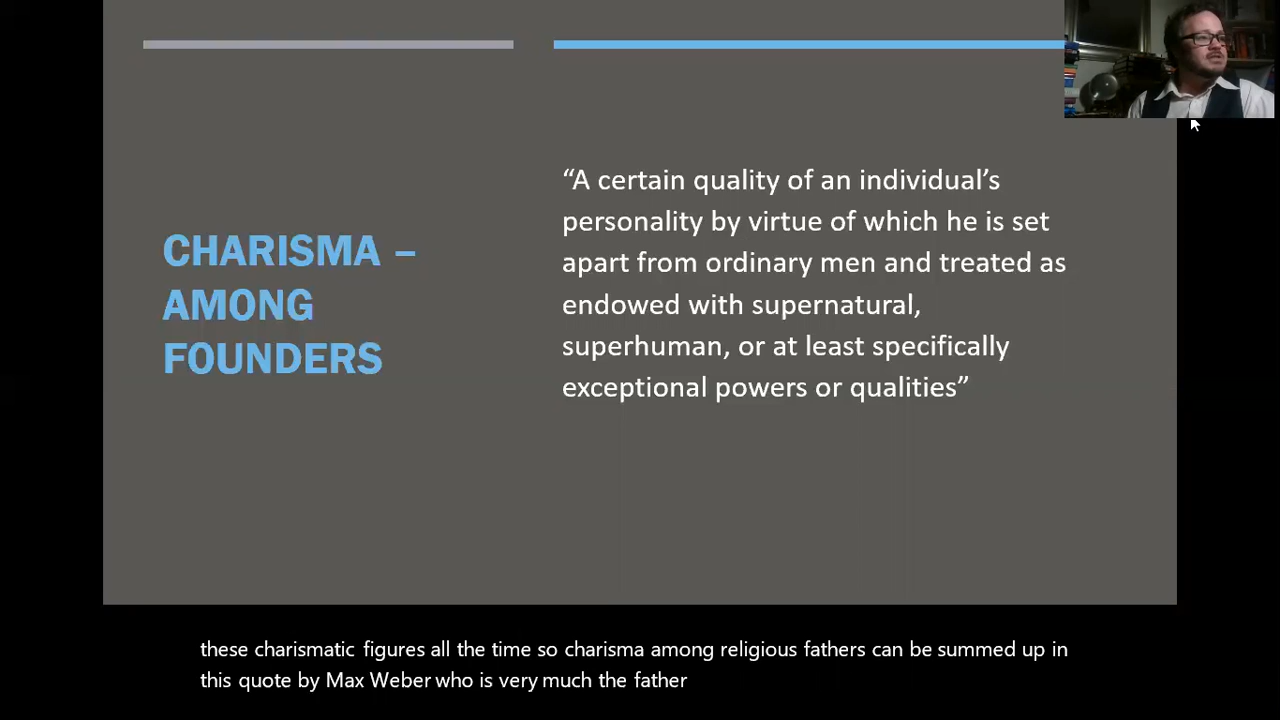 CHARISMA –
AMONG
FOUNDERS
“A certain quality of an individual’s
personality by virtue of which he is set
apart from ordinary men and treated as
endowed with supernatural,
superhuman, or at least specifically
exceptional powers or qualities”
these charismatic figures all the time so charisma among religious fathers can be summed up in
this quote by Max Weber who is very much the father